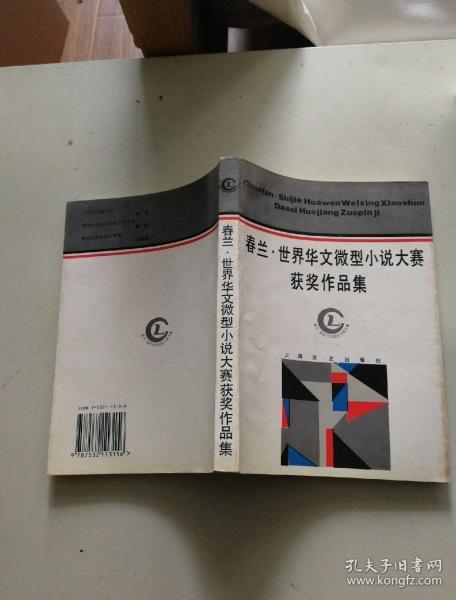 Chunlan-Shijie Huawen Weixing Xiaoshuo
Dasai Huojiang Zuopin ji
春兰·世界华文微型小说大赛
获奖作品集
上海文艺出版社
春兰·世界华文微型小说大赛获奖作品集
9787532113156
孔夫子旧书网
www.kongfz.com